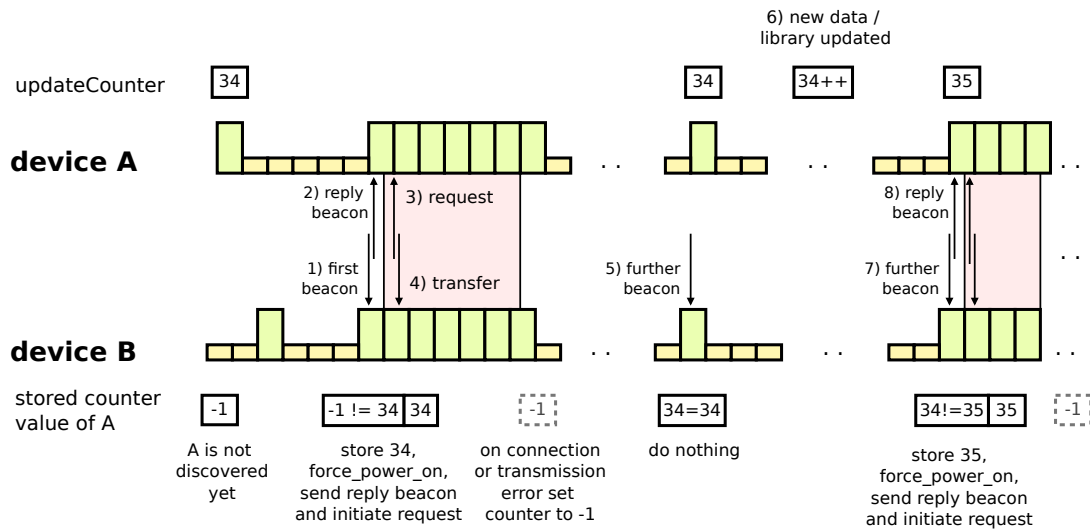 6) new data /
library updated
updateCounter
34
34
34++
35
device A
. .
. .
. .
2) reply
beacon
3) request
8) reply
beacon
1) first
beacon
4) transfer
5) further
beacon
7) further
beacon
. .
device B
. .
. .
. .
stored counter
value of A
-1
-1 != 34
34
-1
34=34
34!=35
35
-1
A is not
discovered
yet
store 34,
force_power_on,
send reply beacon
and initiate request
on connection
or transmission
error set
counter to -1
do nothing
store 35,
force_power_on,
send reply beacon
and initiate request